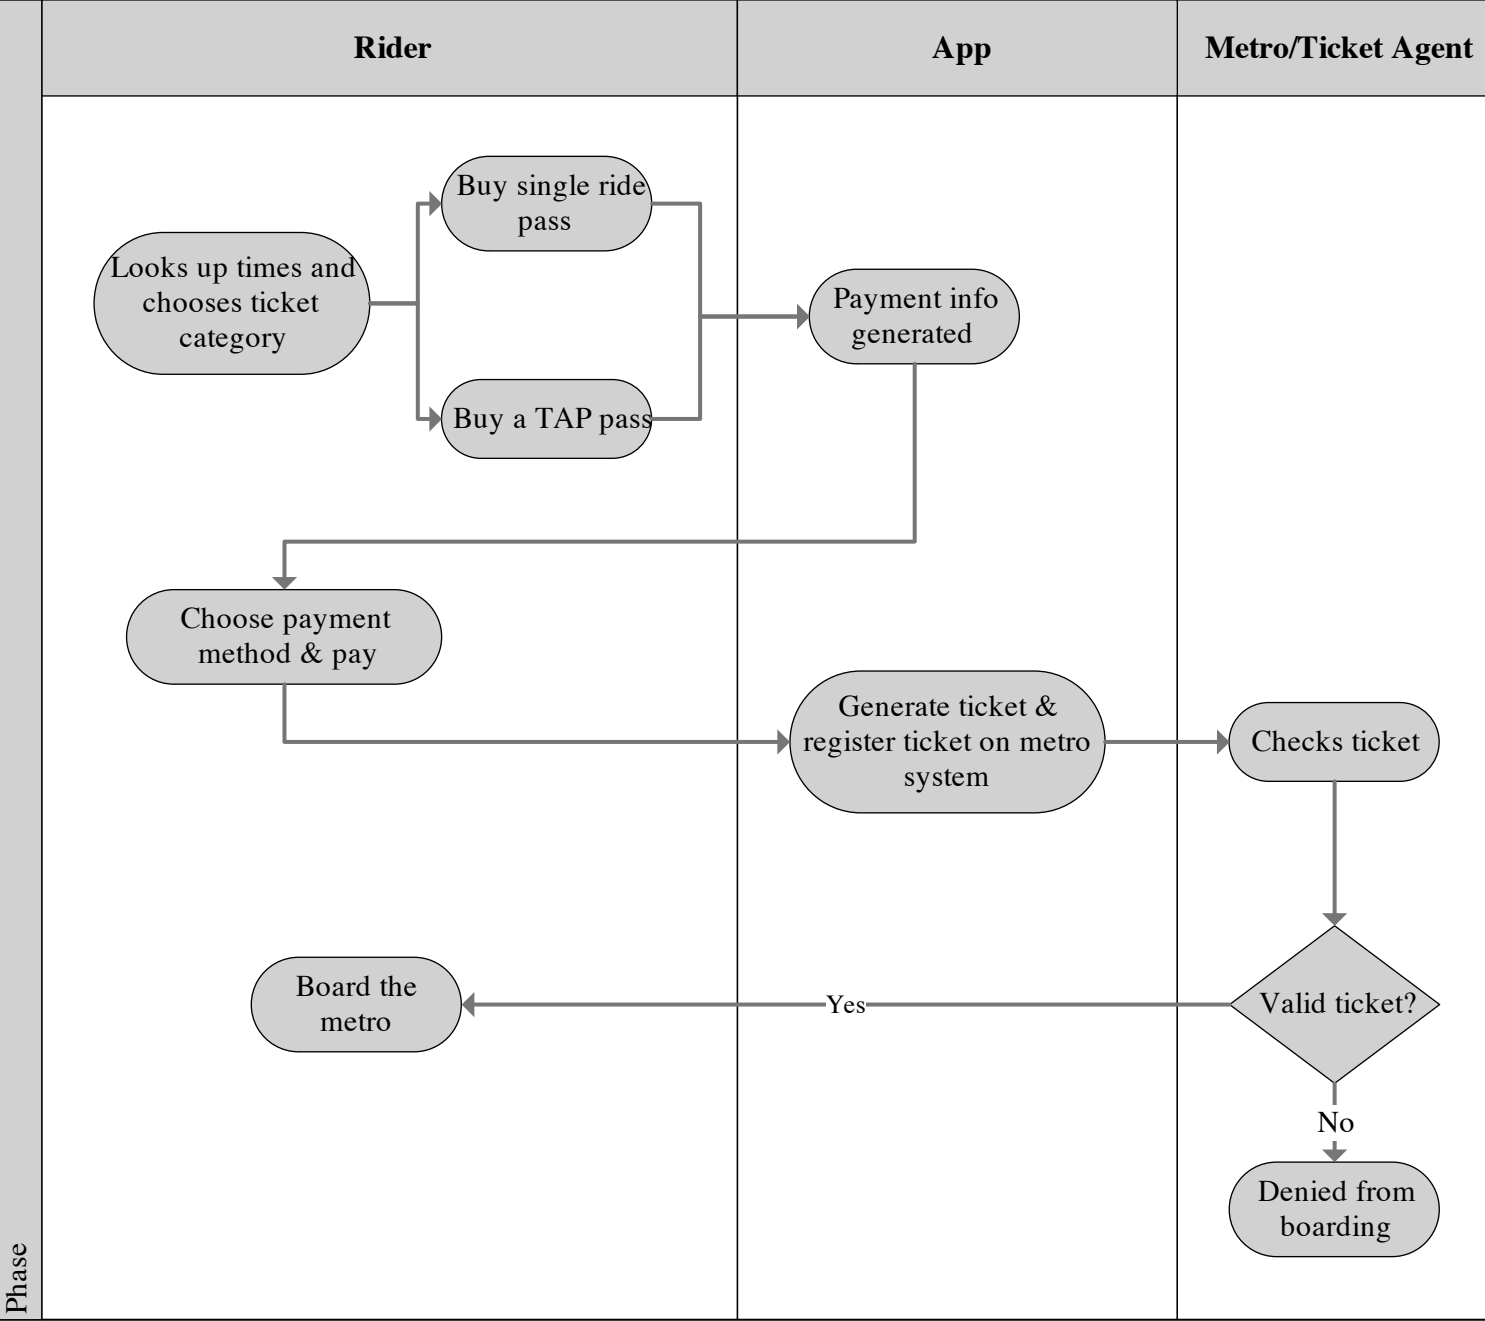 Rider
App
Metro/Ticket Agent
Buy single ride
pass
Looks up times and
chooses ticket
category
Payment info
generated
Buy a TAP pass
Choose payment
method & pay
Generate ticket &
register ticket on metro
system
Checks ticket
Board the
metro
Yes
Valid ticket?
No
Denied from
boarding
Phase